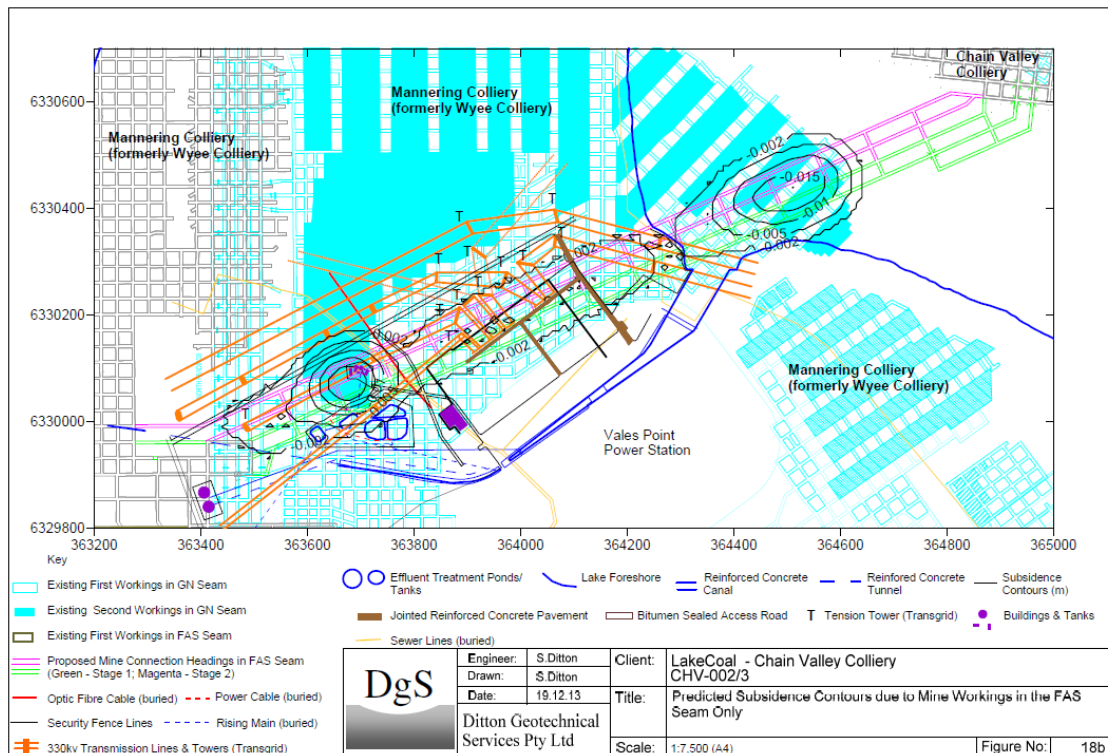 Chain Valley
Colliery
6330600
Mannering Colliery
(formerly Wyee Colliery)
Mannering Colliery
(formerly Wyee Colliery)
-0.002
-0.015
-0.01
-0.005
-0.002
6330400
T
T
T
T
T
T
T
T
T
T
T
T
-0.002
6330200
-0.002
-0.002
Mannering Colliery
(formerly Wyee Colliery)
6330000
-0.002
Vales Point
Power Station
6329800
363200 363400 363600 363800 364000 364200 364400 364600 364800 365000
Key
Existing First Workings in GN Seam
Existing Second Workings in GN Seam
Existing First Workings in FAS Seam
Proposed Mine Connection Headings in FAS Seam
(Green - Stage 1; Magenta - Stage 2)
Optic Fibre Cable (buried) Power Cable (buried)
Security Fence Lines Rising Main (buried)
330kv Transmission Lines & Towers (Transgrid)
Effluent Treatment Ponds/
Tanks
Lake Foreshore
Reinforced Concrete
Canal
Reinfored Concrete
Tunnel
Subsidence
Contours (m)
Jointed Reinforced Concrete Pavement Bitumen Sealed Access Road T Tension Tower (Transgrid) Buildings & Tanks
Sewer Lines (buried)
DgS
Engineer: S.Ditton
Drawn: S.Ditton
Date: 19.12.13
Ditton Geotechnical
Services Pty Ltd
Client: LakeCoal - Chain Valley Colliery
CHV-002/3
Title: Predicted Subsidence Contours due to Mine Workings in the FAS
Seam Only
Scale: 1:7,500 (A4) Figure No: 18b